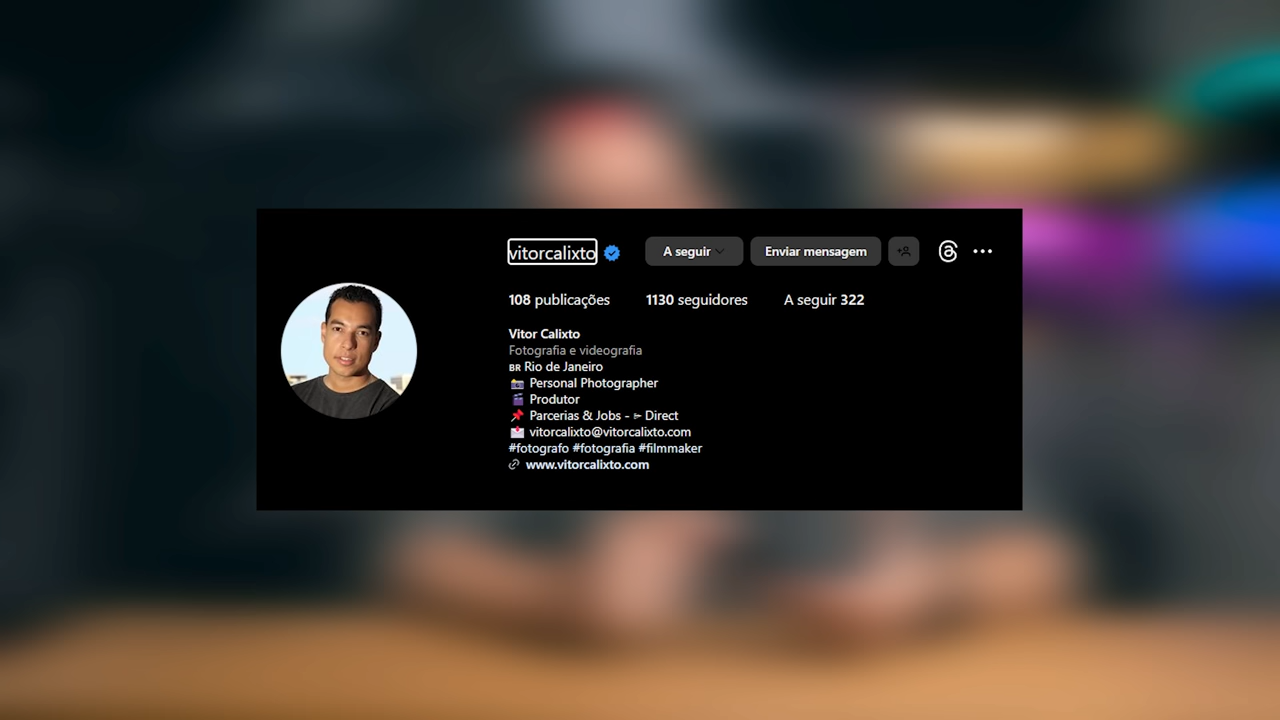 vitorcalixto A seguir Enviar mensagem
108 publicações 1130 seguidores A seguir 322
Vitor Calixto
Fotografia e videografia
BR Rio de Janeiro
📸 Personal Photographer
🎬 Produtor
📌 Parcerias & Jobs - ➣ Direct
📩 vitorcalixto@vitorcalixto.com
#fotografo #fotografia #filmmaker
www.vitorcalixto.com